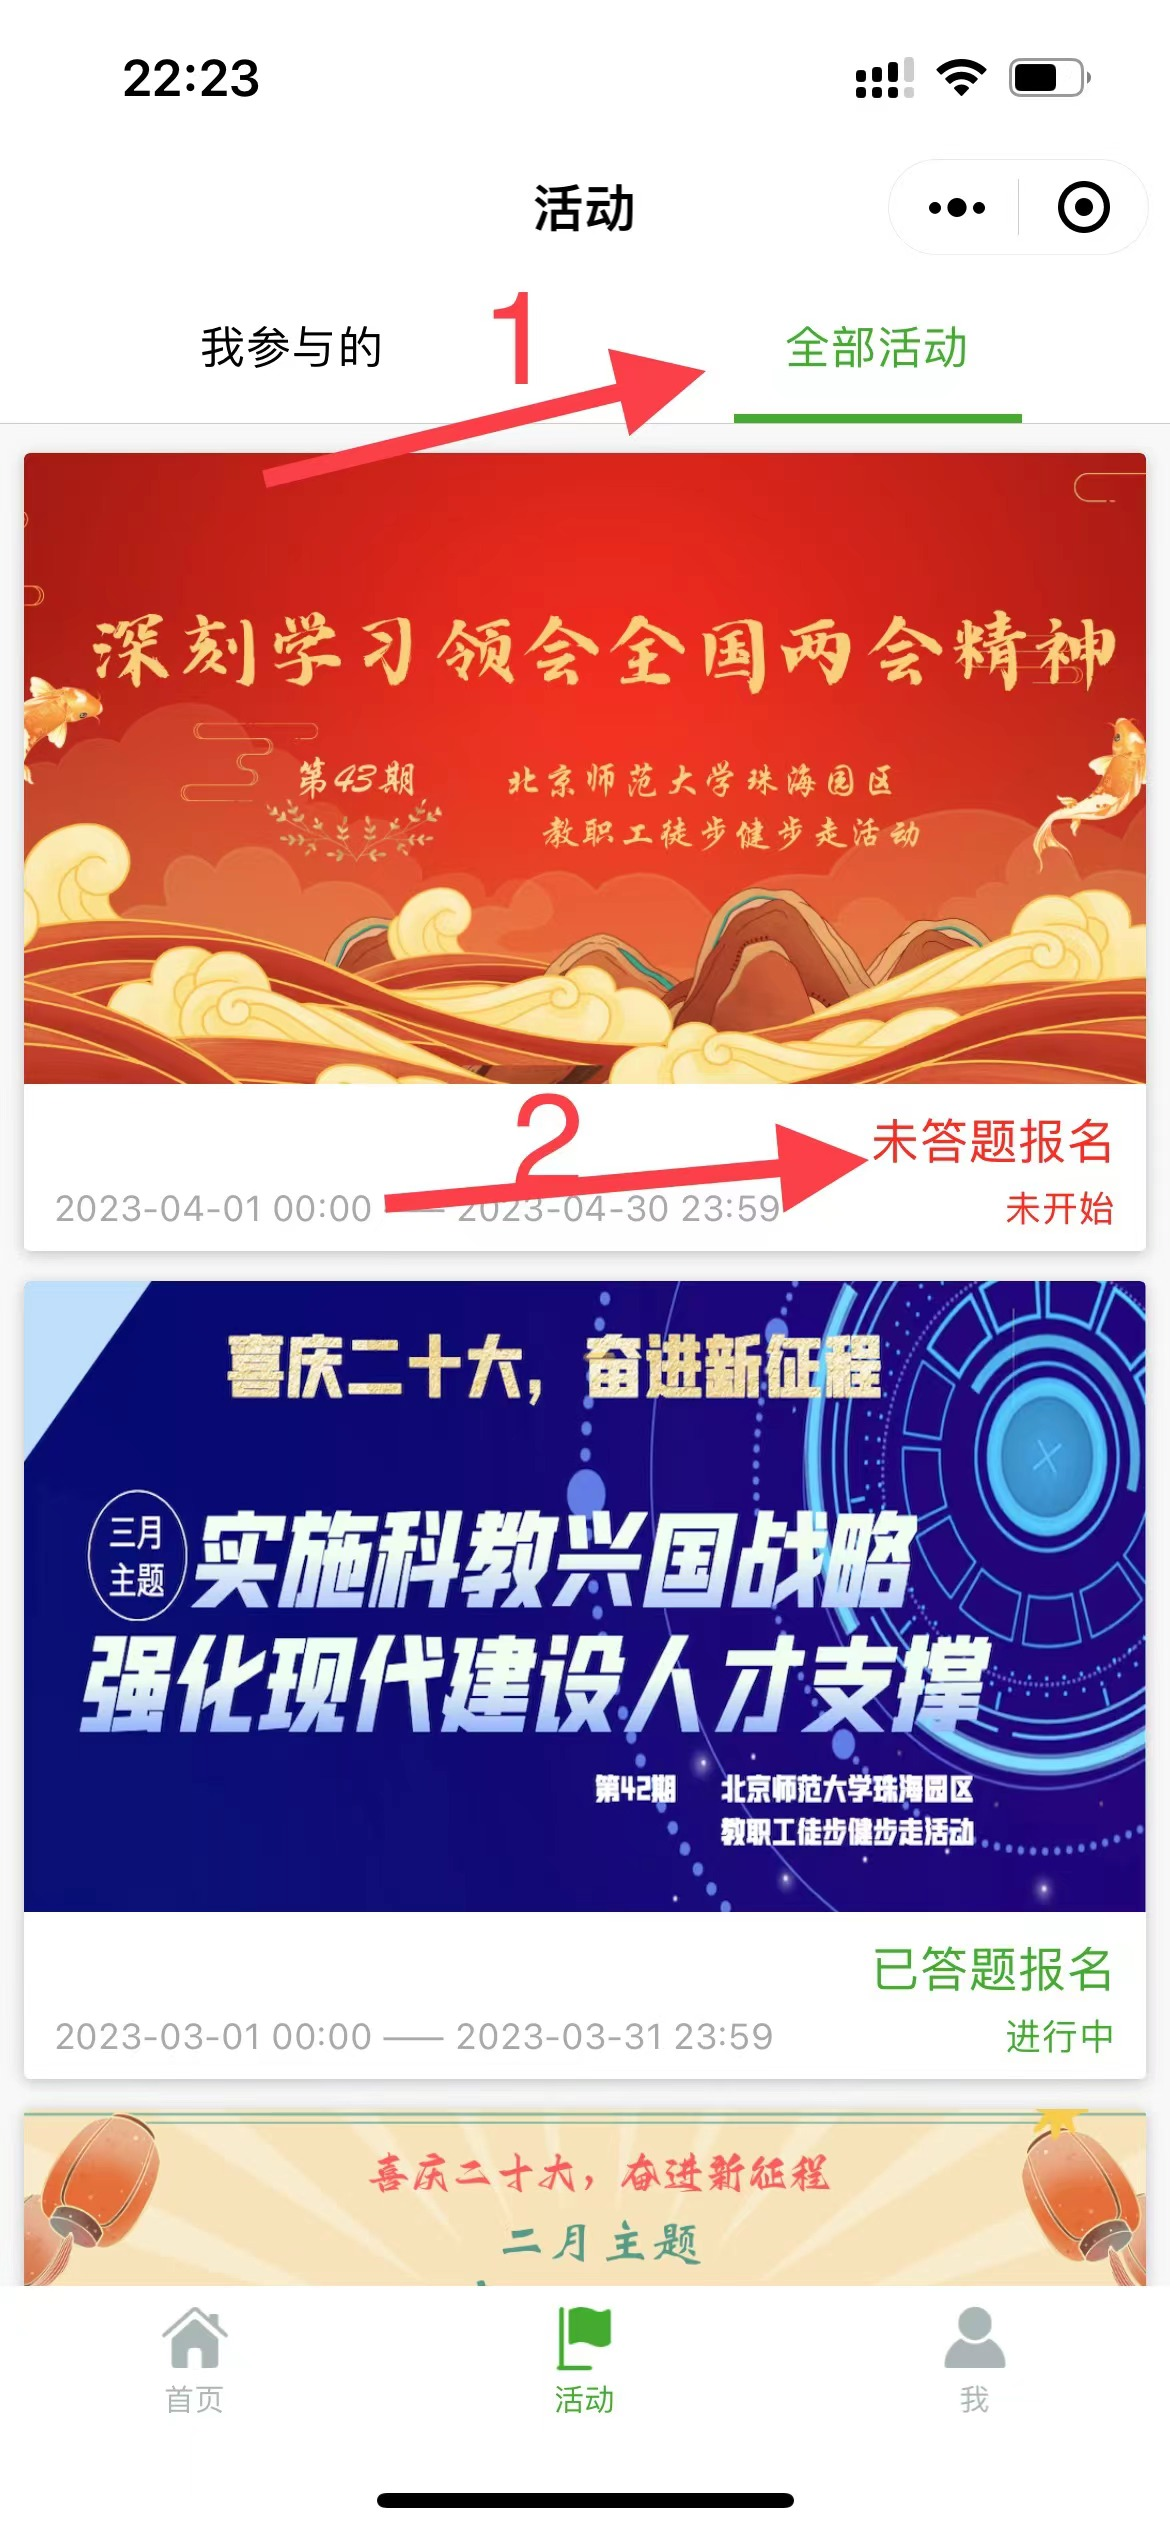 22:23
活动
我参与的
1
全部活动
深刻学习领会全国两会精神
第43期
北京师范大学珠海园区
教职工徒步健步走活动
2
未答题报名
2023-04-01 00:00 —— 2023-04-30 23:59
未开始
喜庆二十大，奋进新征程
三月
主题
实施科教兴国战略
强化现代建设人才支撑
第42期 北京师范大学珠海园区
教职工徒步健步走活动
已答题报名
2023-03-01 00:00 —— 2023-03-31 23:59
进行中
喜庆二十大，奋进新征程
二月主题
首页
活动
我